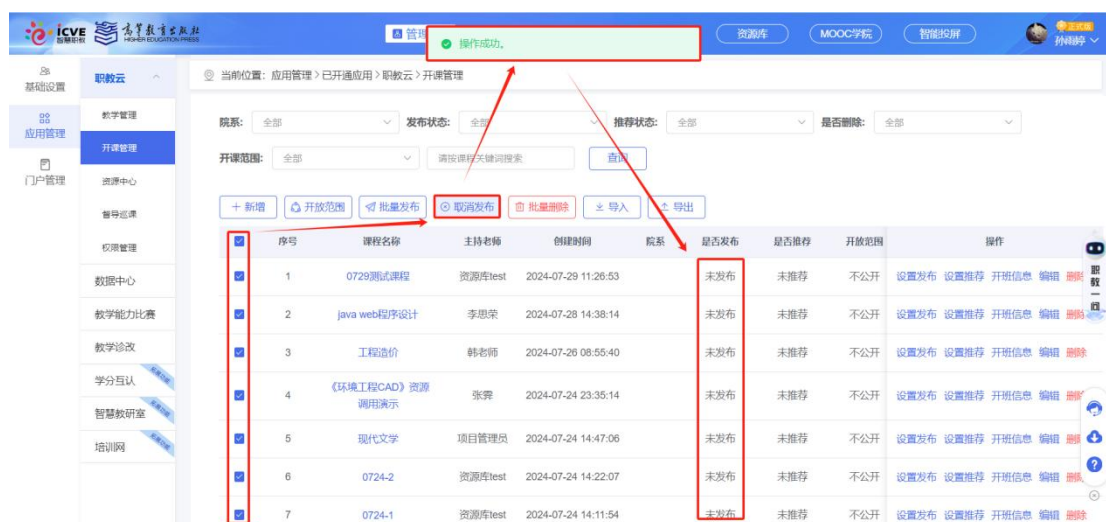 icve 智慧职教 高等教育出版社 HIGHER EDUCATION PRESS 资源库 MOOC学院 智能投屏 正式版
操作成功。
基础设置 职教云 当前位置：应用管理 > 已开通应用 > 职教云 > 开课管理
应用管理
门户管理
教学管理
开课管理
资源中心
督导巡课
权限管理
数据中心
教学能力比赛
教学诊改
学分互认
智慧教研室
培训网
院系: 全部 发布状态: 全部 推荐状态: 全部 是否删除: 全部
开课范围: 全部 请按课程关键词搜索 查询
+ 新增 开放范围 批量发布 取消发布 批量删除 导入 导出
序号 课程名称 主持老师 创建时间 院系 是否发布 是否推荐 开放范围 操作
1 0729测试课程 资源库test 2024-07-29 11:26:53 未发布 未推荐 不公开 设置发布 设置推荐 开班信息 编辑 删除
2 java web程序设计 李思荣 2024-07-28 14:38:14 未发布 未推荐 不公开 设置发布 设置推荐 开班信息 编辑 删除
3 工程造价 韩老师 2024-07-26 08:55:40 未发布 未推荐 不公开 设置发布 设置推荐 开班信息 编辑 删除
4 《环境工程CAD》资源
调用演示 张霁 2024-07-24 23:35:14 未发布 未推荐 不公开 设置发布 设置推荐 开班信息 编辑
5 现代文学 项目管理员 2024-07-24 14:47:06 未发布 未推荐 不公开 设置发布 设置推荐 开班信息 编辑
6 0724-2 资源库test 2024-07-24 14:22:07 未发布 未推荐 不公开 设置发布 设置推荐 开班信息 编辑
7 0724-1 资源库test 2024-07-24 14:11:54 未发布 未推荐 不公开 设置发布 设置推荐 开班信息 编辑 删除
职教一问